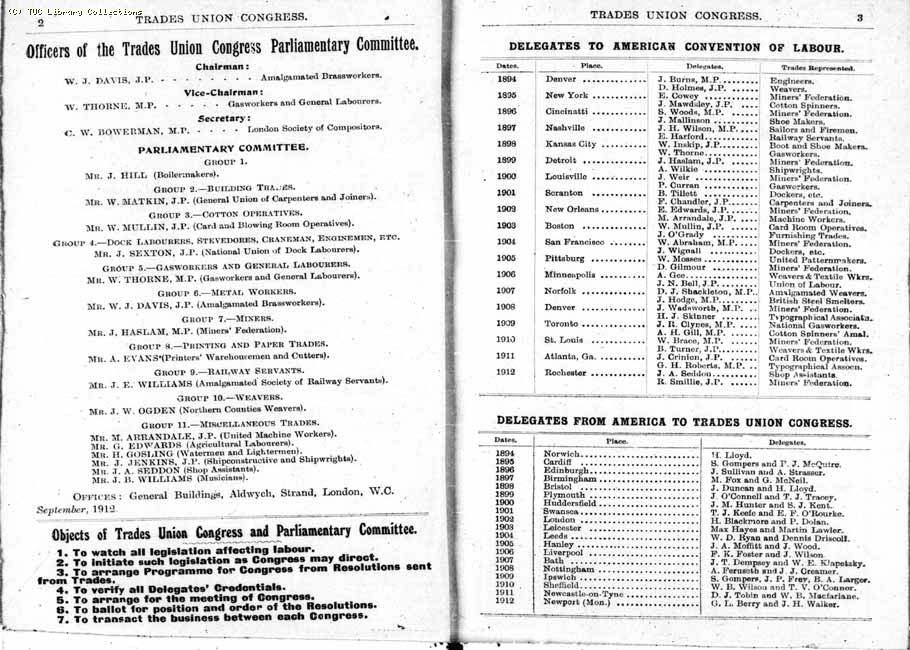 (C) TUC Library Collections
2 TRADES UNION CONGRESS.
Officers of the Trades Union Congress Parliamentary Committee.
Chairman:
W. J. DAVIS, J.P. - - - - - - - - Amalgamated Brassworkers.
Vice-Chairman:
W. THORNE, M.P. - - - - - Gasworkers and General Labourers.
Secretary:
C. W. BOWERMAN, M.P. - - - - - London Society of Compositors.
PARLIAMENTARY COMMITTEE.
GROUP 1.
MR. J. HILL (Boilermakers).
GROUP 2.—BUILDING TRADES.
MR. W. MATKIN, J.P. (General Union of Carpenters and Joiners).
GROUP 3.—COTTON OPERATIVES.
MR. W. MULLIN, J.P. (Card and Blowing Room Operatives).
GROUP 4.—DOCK LABOURERS, STEVEDORES, CRANEMAN, ENGINEMEN, ETC.
MR. J. SEXTON, J.P. (National Union of Dock Labourers).
GROUP 5.—GASWORKERS AND GENERAL LABOURERS.
MR. W. THORNE, M.P. (Gasworkers and General Labourers).
GROUP 6.—METAL WORKERS.
MR. W. J. DAVIS, J.P. (Amalgamated Brassworkers).
GROUP 7.—MINERS.
MR. J. HASLAM, M.P. (Miners' Federation).
GROUP 8.—PRINTING AND PAPER TRADES.
MR. A. EVANS (Printers' Warehousemen and Cutters).
GROUP 9.—RAILWAY SERVANTS.
MR. J. E. WILLIAMS (Amalgamated Society of Railway Servants).
GROUP 10.—WEAVERS.
MR. J. W. OGDEN (Northern Counties Weavers).
GROUP 11.—MISCELLANEOUS TRADES.
MR. M. ARRANDALE, J.P. (United Machine Workers).
MR. G. EDWARDS (Agricultural Labourers).
MR. H. GOSLING (Watermen and Lightermen).
MR. J. JENKINS, J.P. (Shipconstructive and Shipwrights).
MR. J. A. SEDDON (Shop Assistants).
MR. J. B. WILLIAMS (Musicians).
OFFICES: General Buildings, Aldwych, Strand, London, W.C.
September, 1912.
Objects of Trades Union Congress and Parliamentary Committee.
1. To watch all legislation affecting labour.
2. To initiate such legislation as Congress may direct.
3. To arrange Programme for Congress from Resolutions sent
from Trades.
4. To verify all Delegates' Credentials.
5. To arrange for the meeting of Congress.
6. To ballot for position and order of the Resolutions.
7. To transact the business between each Congress.
TRADES UNION CONGRESS. 3
DELEGATES TO AMERICAN CONVENTION OF LABOUR.
Dates. Place. Delegates. Trades Represented.
1894 Denver J. Burns, M.P. Engineers.
D. Holmes, J.P. Weavers.
1895 New York E. Cowey Miners' Federation.
J. Mawdsley, J.P. Cotton Spinners.
1896 Cincinatti S. Woods, M.P. Miners' Federation.
J. Mallinson Shoe Makers.
1897 Nashville J. H. Wilson, M.P. Sailors and Firemen.
E. Harford Railway Servants.
1898 Kansas City W. Inskip, J.P. Boot and Shoe Makers.
W. Thorne Gasworkers.
1899 Detroit J. Haslam, J.P. Miners' Federation.
A. Wilkie Shipwrights.
1900 Louisville J. Weir Miners' Federation.
P. Curran Gasworkers.
1901 Scranton B. Tillett Dockers, etc.
F. Chandler, J.P. Carpenters and Joiners.
1902 New Orleans E. Edwards, J.P. Miners' Federation.
M. Arrandale, J.P. Machine Workers.
1903 Boston W. Mullin, J.P. Card Room Operatives.
J. O'Grady Furnishing Trades.
1904 San Francisco W. Abraham, M.P. Miners' Federation.
J. Wignall Dockers, etc.
1905 Pittsburg W. Mosses United Patternmakers.
D. Gilmour Miners' Federation.
1906 Minneapolis A. Gee Weavers & Textile Wkrs.
J. N. Bell, J.P. Union of Labour.
1907 Norfolk D. J. Shackleton, M.P. Amalgamated Weavers.
J. Hodge, M.P. British Steel Smelters.
1908 Denver J. Wadsworth, M.P. Miners' Federation.
H. J. Skinner Typographical Associatn.
1909 Toronto J. R. Clynes, M.P. National Gasworkers.
A. H. Gill, M.P. Cotton Spinners' Amal.
1910 St. Louis W. Brace, M.P. Miners' Federation.
B. Turner, J.P. Weavers & Textile Wkrs.
1911 Atlanta, Ga. J. Crinion, J.P. Card Room Operatives.
G. H. Roberts, M.P. Typographical Assocn.
1912 Rochester J. A. Seddon Shop Assistants.
R. Smillie, J.P. Miners' Federation.
DELEGATES FROM AMERICA TO TRADES UNION CONGRESS.
Dates. Place. Delegates.
1894 Norwich H. Lloyd.
1895 Cardiff S. Gompers and P. J. McQuire.
1896 Edinburgh J. Sullivan and A. Strasser.
1897 Birmingham M. Fox and G. McNeil.
1898 Bristol J. Duncan and H. Lloyd.
1899 Plymouth J. O'Connell and T. J. Tracey.
1900 Huddersfield J. M. Hunter and S. J. Kent.
1901 Swansea T. J. Keefe and E. F. O'Rourke.
1902 London H. Blackmore and P. Dolan.
1903 Leicester Max Hayes and Martin Lawler.
1904 Leeds W. D. Ryan and Dennis Driscoll.
1905 Hanley J. A. Moffitt and J. Wood.
1906 Liverpool F. K. Foster and J. Wilson.
1907 Bath J. T. Dempsey and W. E. Klapetzky.
1908 Nottingham A. Feruseth and J. J. Creamer.
1909 Ipswich S. Gompers, J. P. Frey, B. A. Larger.
1910 Sheffield W. B. Wilson and T. V. O'Connor.
1911 Newcastle-on-Tyne D. J. Tobin and W. B. Macfarlane.
1912 Newport (Mon.) G. L. Berry and J. H. Walker.